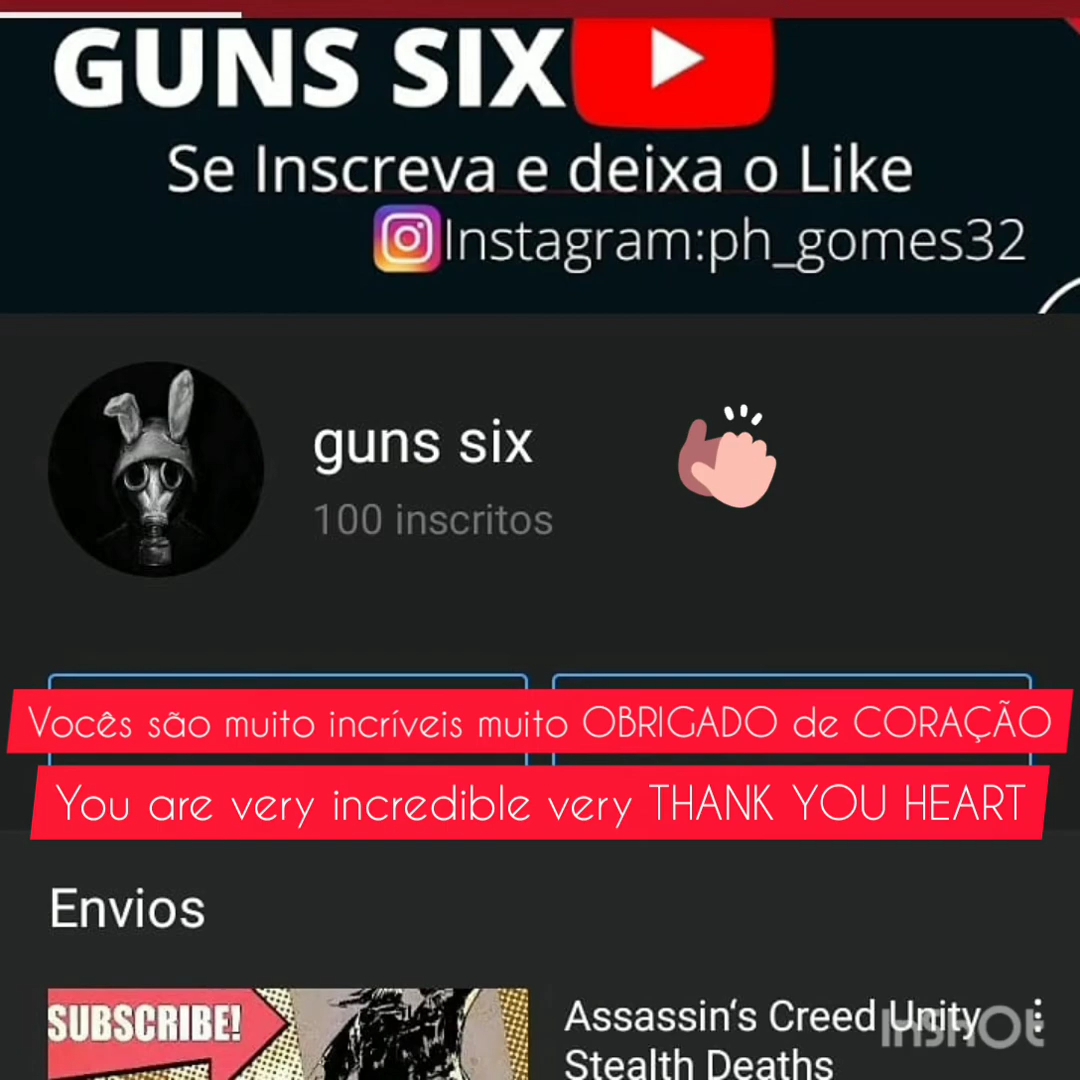 GUNS SIX
Se Inscreva e deixa o Like
Instagram:ph_gomes32
guns six
100 inscritos
Vocês são muito incríveis muito OBRIGADO de CORAÇÃO
You are very incredible very THANK YOU HEART
Envios
SUBSCRIBE!
Assassin‘s Creed Unity
Stealth Deaths
InShOt